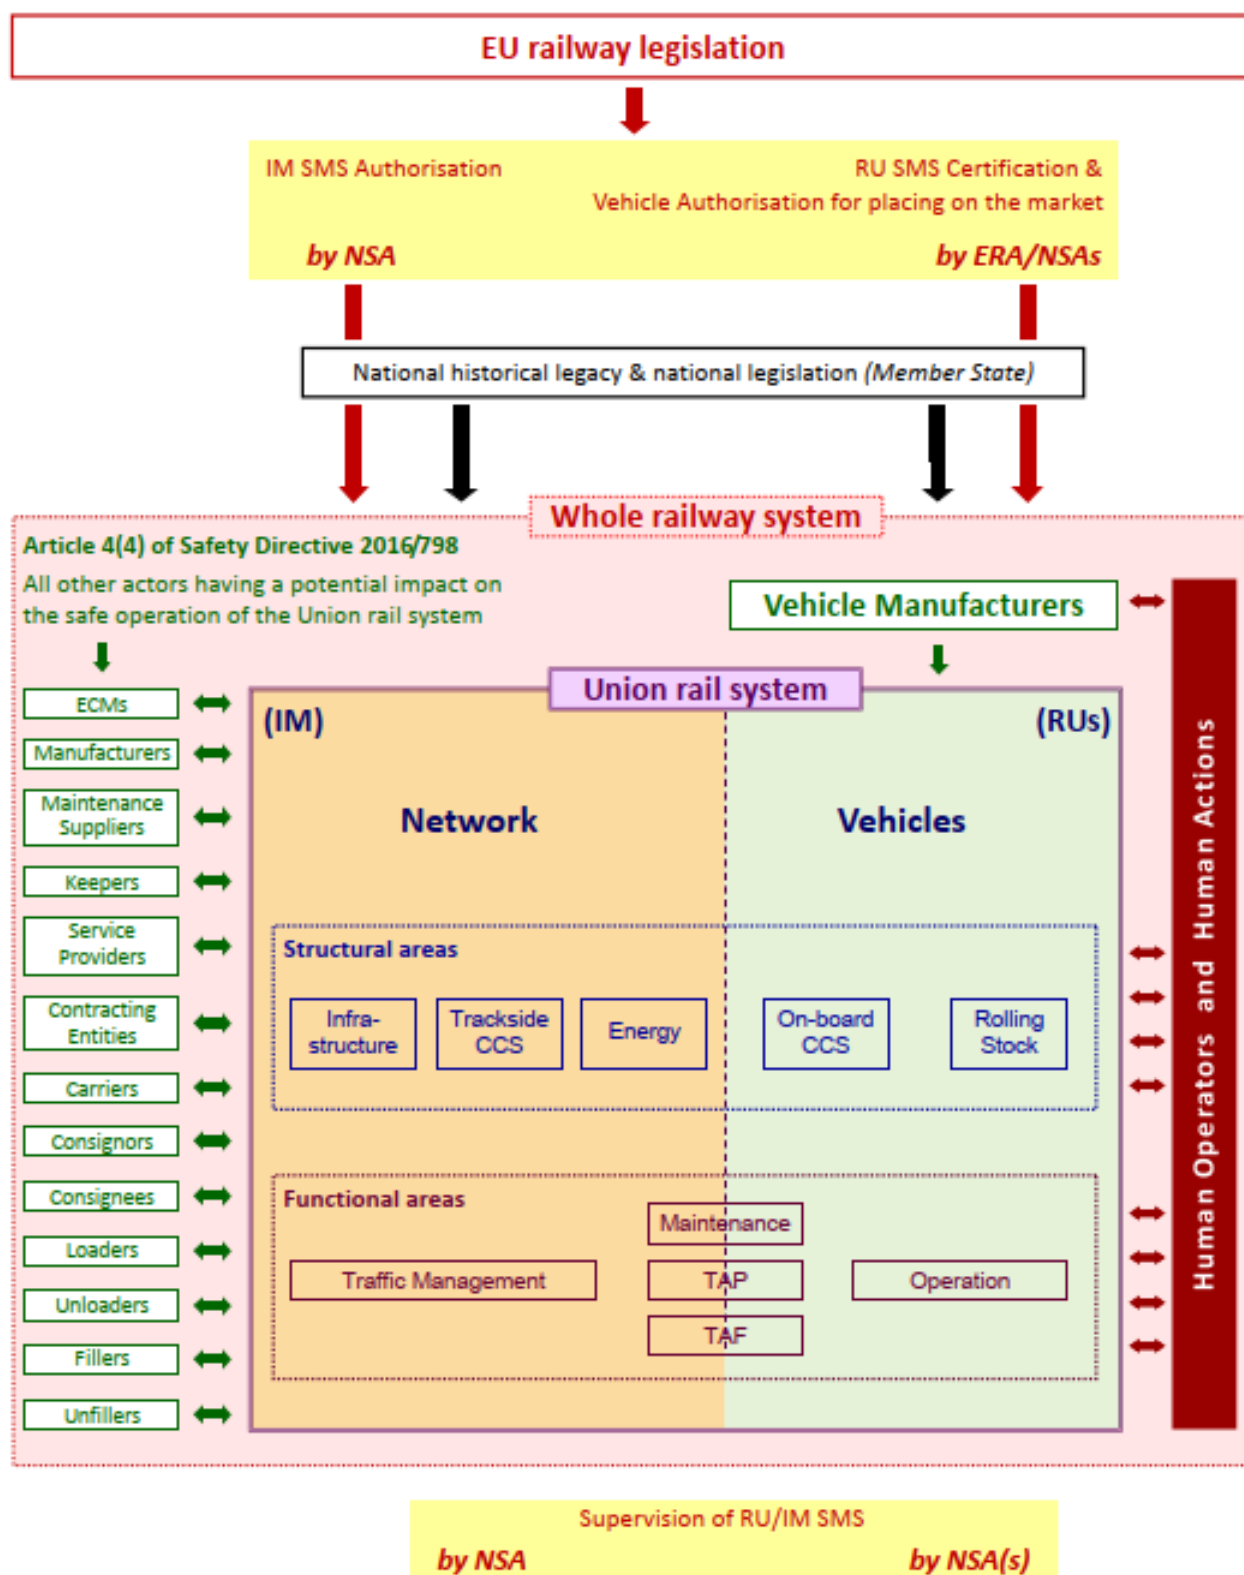 EU railway legislation
IM SMS Authorisation
RU SMS Certification &
Vehicle Authorisation for placing on the market
by NSA
by ERA/NSAs
National historical legacy & national legislation (Member State)
Whole railway system
Article 4(4) of Safety Directive 2016/798
All other actors having a potential impact on
the safe operation of the Union rail system
Vehicle Manufacturers
Union rail system
(IM)
(RUs)
Network
Vehicles
ECMs
Manufacturers
Maintenance
Suppliers
Keepers
Service
Providers
Contracting
Entities
Carriers
Consignors
Consignees
Loaders
Unloaders
Fillers
Unfillers
Structural areas
Infra-
structure
Trackside
CCS
Energy
On-board
CCS
Rolling
Stock
Functional areas
Maintenance
Traffic Management
TAP
Operation
TAF
Human Operators and Human Actions
Supervision of RU/IM SMS
by NSA
by NSA(s)